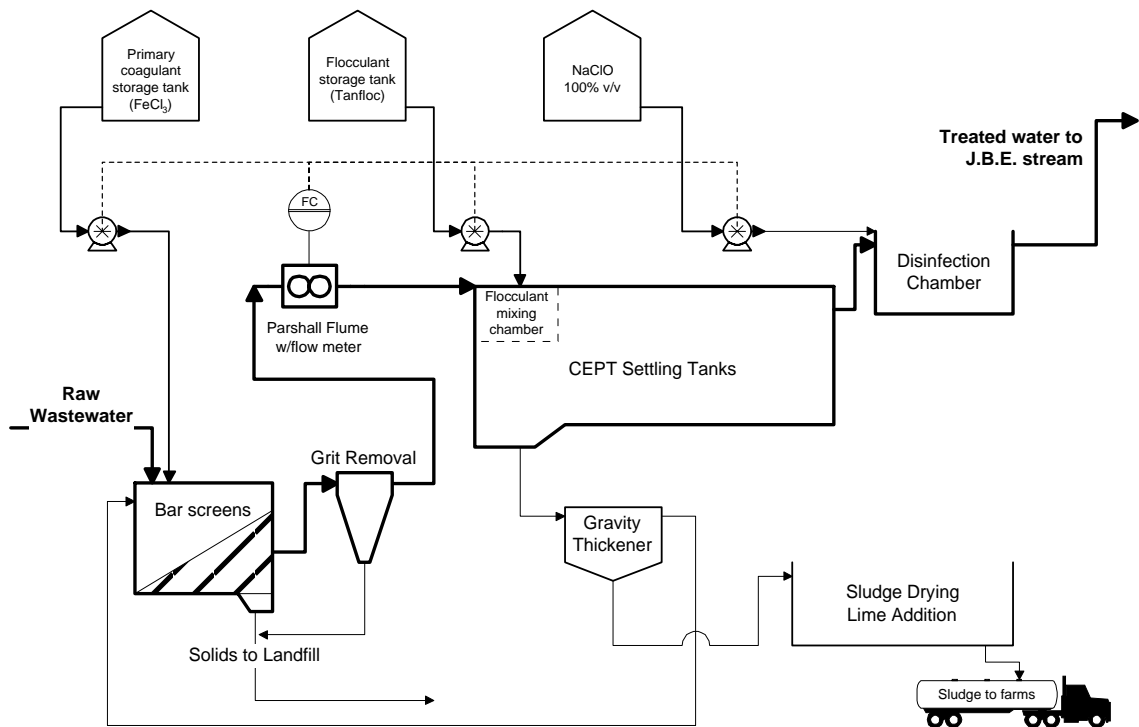 Primary
coagulant
storage tank
(FeCl₃)
Flocculant
storage tank
(Tanfloc)
NaClO
100% v/v
Treated water to
J.B.E. stream
FC
Disinfection
Chamber
Flocculant
mixing
chamber
Parshall Flume
w/flow meter
CEPT Settling Tanks
Raw
Wastewater
Grit Removal
Bar screens
Gravity
Thickener
Sludge Drying
Lime Addition
Solids to Landfill
Sludge to farms